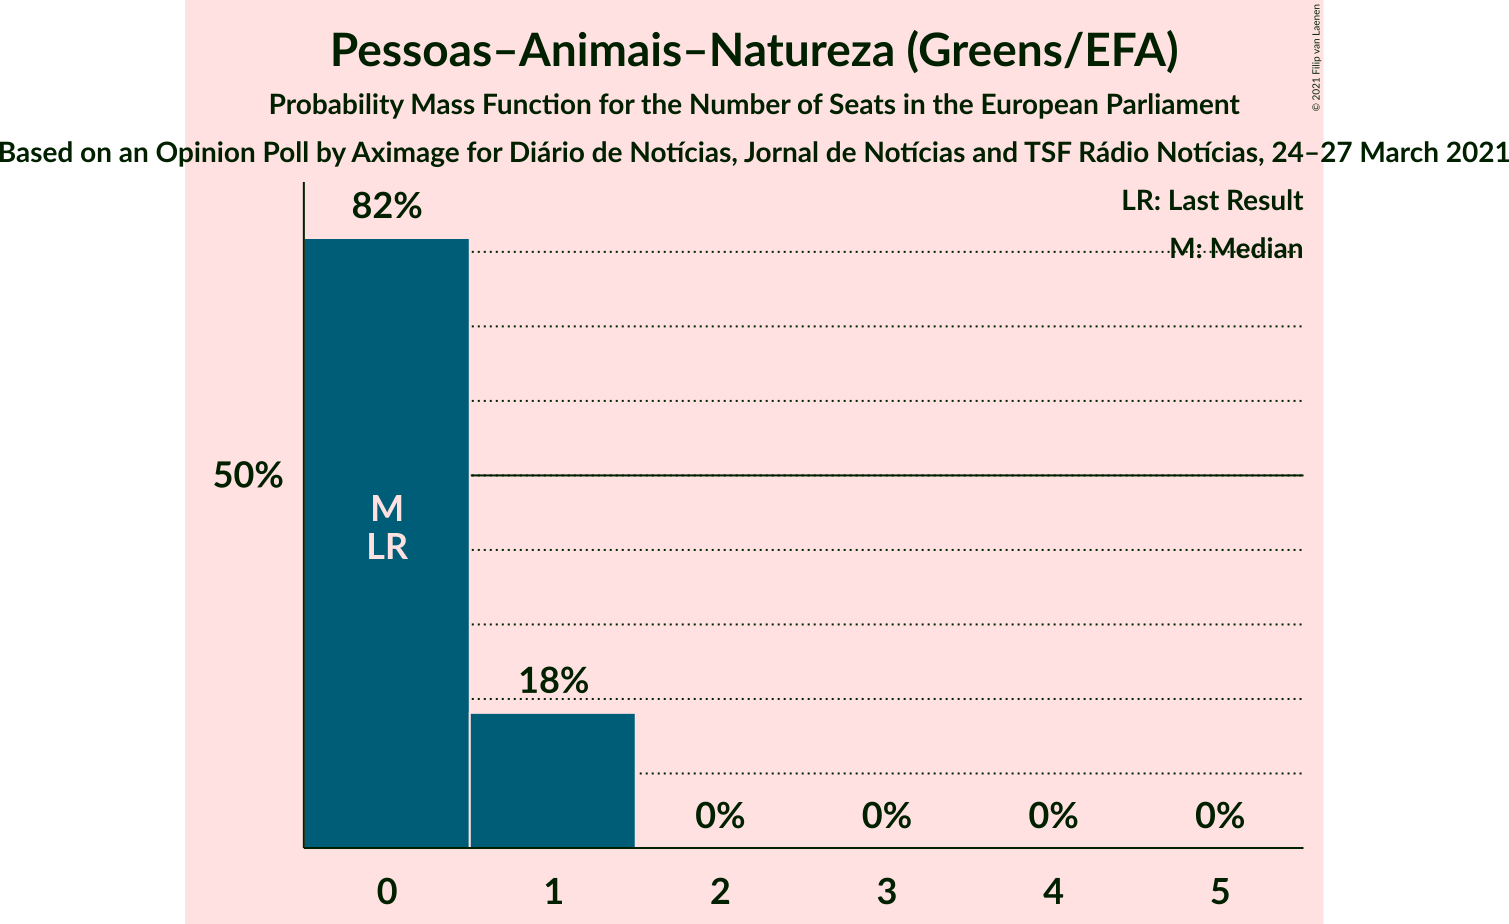 Pessoas–Animais–Natureza (Greens/EFA)
Probability Mass Function for the Number of Seats in the European Parliament
Based on an Opinion Poll by Aximage for Diário de Notícias, Jornal de Notícias and TSF Rádio Notícias, 24–27 March 2021
© 2021 Filip van Laenen
LR: Last Result
M: Median
82%
50%
M
LR
18%
0% 0% 0% 0%
0 1 2 3 4 5